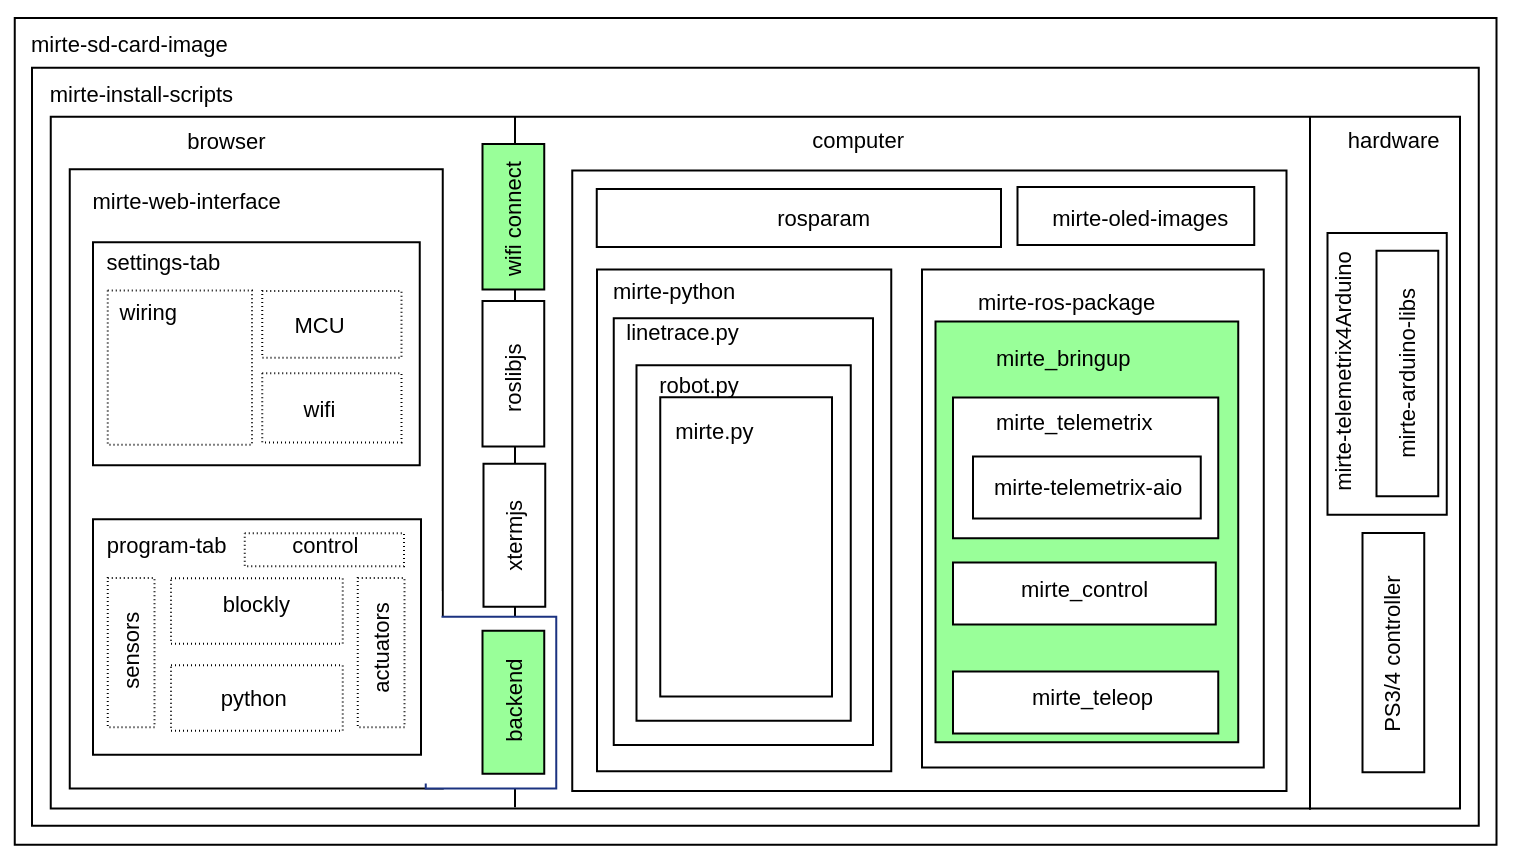 mirte-sd-card-image
mirte-install-scripts
browser
mirte-web-interface
settings-tab
wiring
MCU
wifi
program-tab
control
sensors
blockly
python
actuators
wifi connect
roslibjs
xtermjs
backend
computer
rosparam
mirte-oled-images
mirte-python
linetrace.py
robot.py
mirte.py
mirte-ros-package
mirte_bringup
mirte_telemetrix
mirte-telemetrix-aio
mirte_control
mirte_teleop
hardware
mirte-telemetrix4Arduino
mirte-arduino-libs
PS3/4 controller